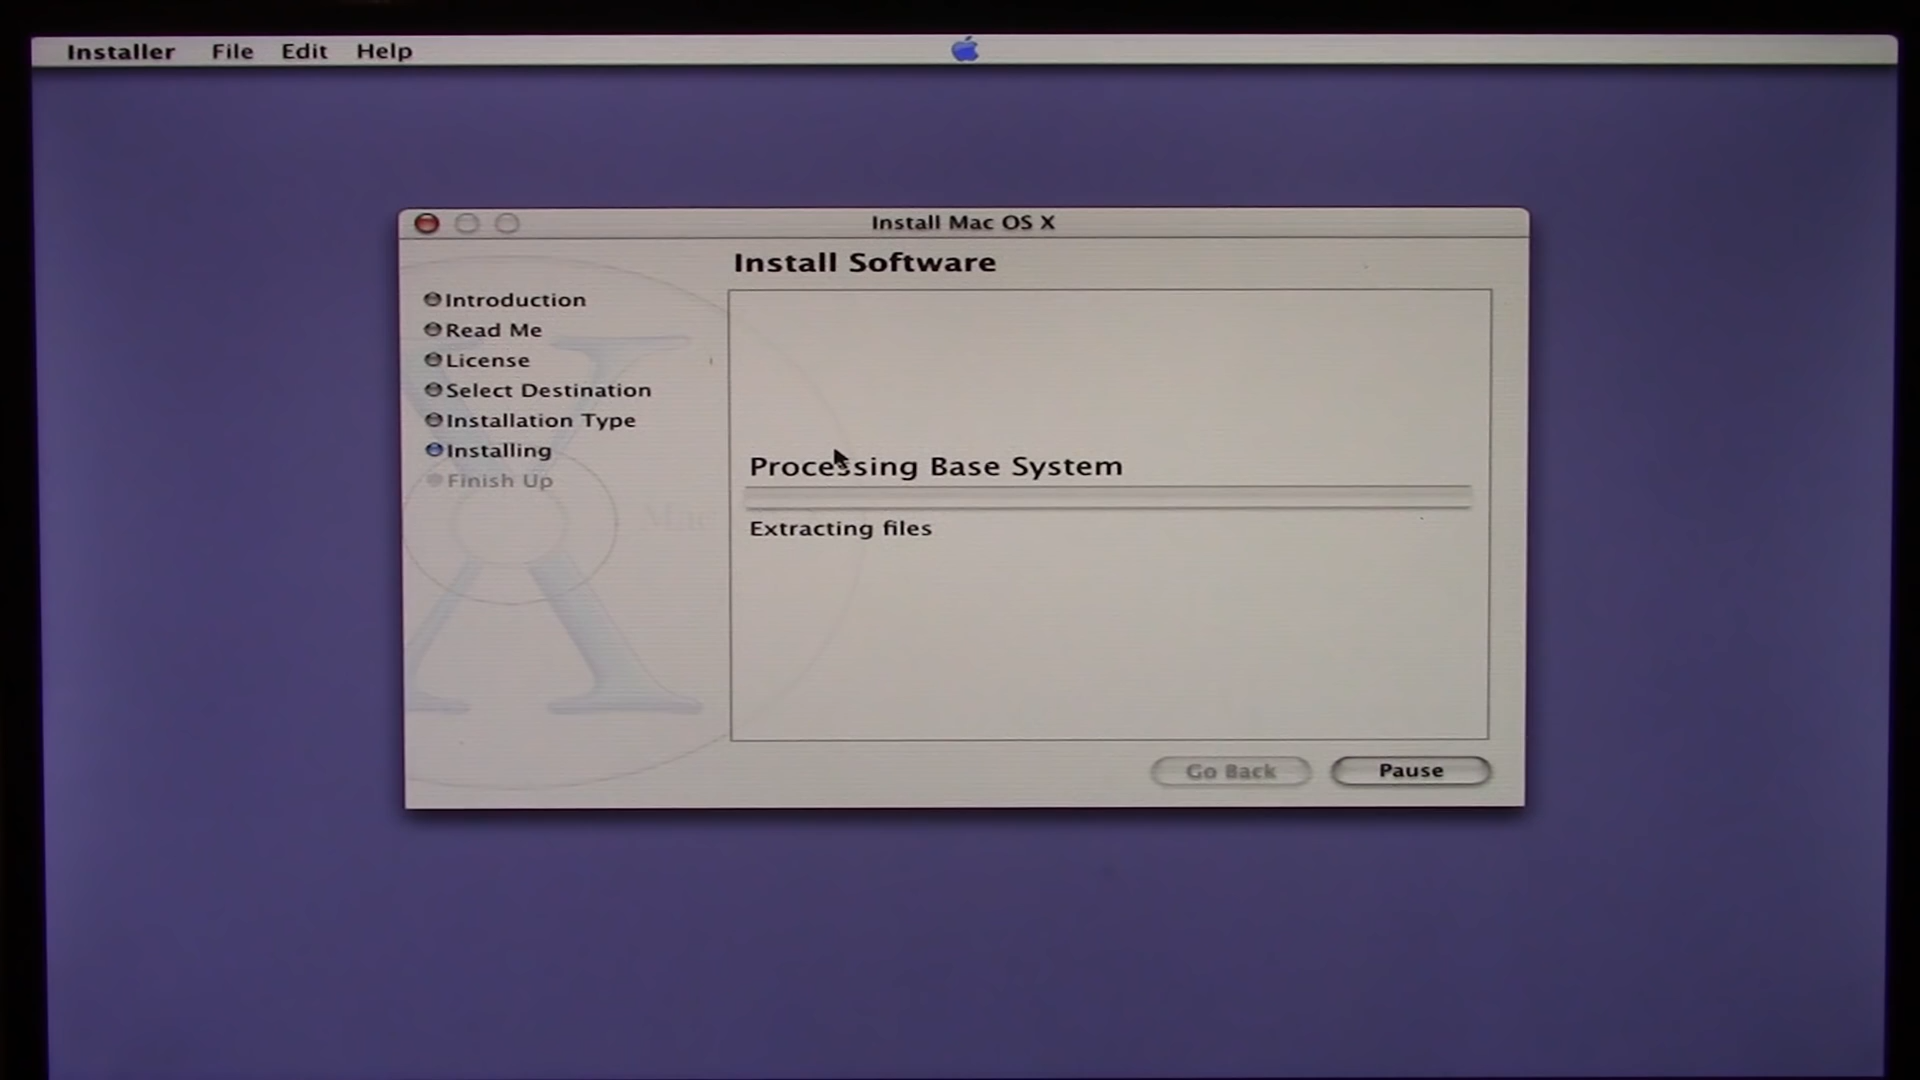 Installer File Edit Help
Install Mac OS X
Install Software
Introduction
Read Me
License
Select Destination
Installation Type
Installing
Finish Up
Processing Base System
Extracting files
Go Back
Pause